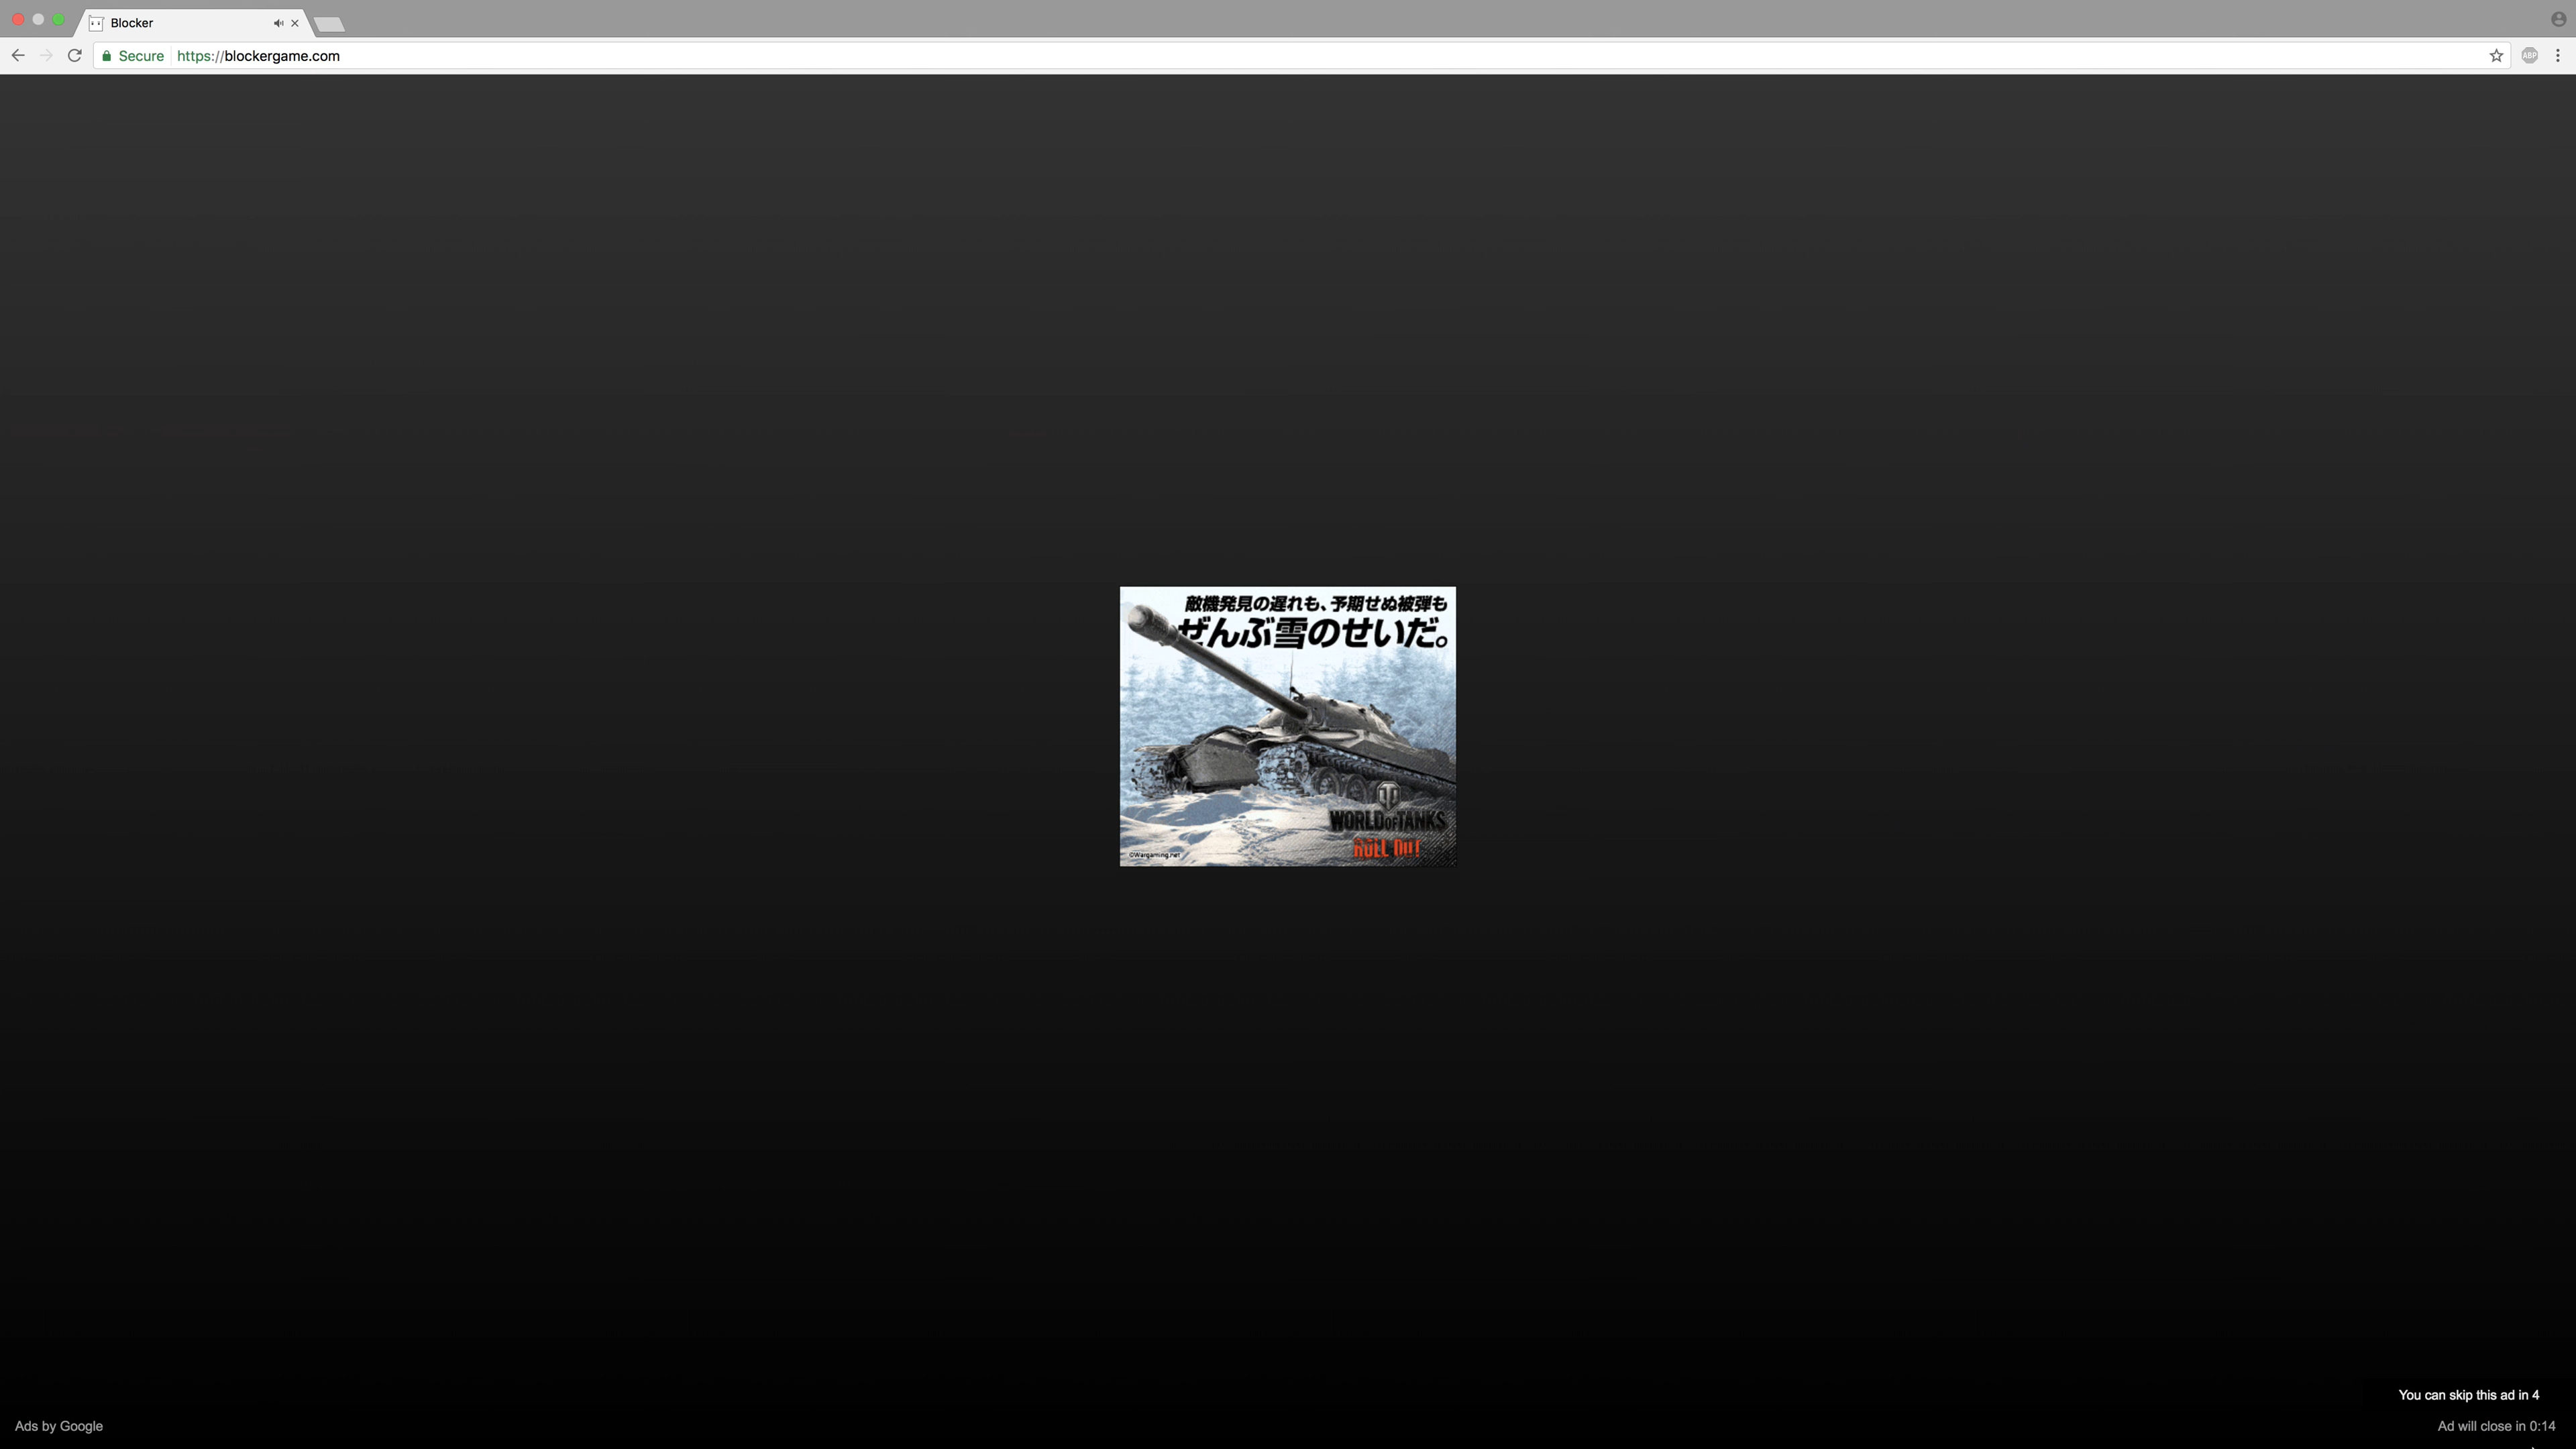 Blocker
Secure https://blockergame.com
ABP
敵機発見の遅れも、予期せぬ被弾も
ぜんぶ雪のせいだ。
WORLD OF TANKS
ROLL OUT
©Wargaming.net
You can skip this ad in 4
Ads by Google
Ad will close in 0:14